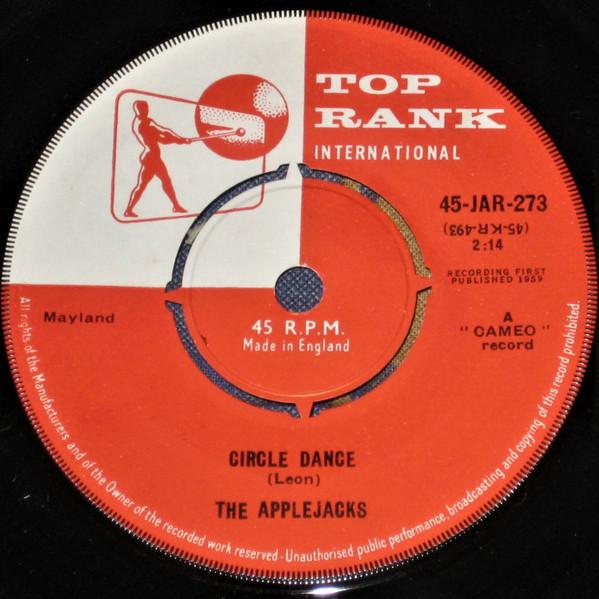 TOP
RANK
INTERNATIONAL
45-JAR-273
(45-KR-493)
2:14
RECORDING FIRST
PUBLISHED 1959
Mayland
A
"CAMEO"
record
45 R.P.M.
Made in England
CIRCLE DANCE
(Leon)
THE APPLEJACKS
All rights of the Manufacturers and of the Owner of the recorded work reserved - Unauthorised public performance, broadcasting and copying of this record prohibited.